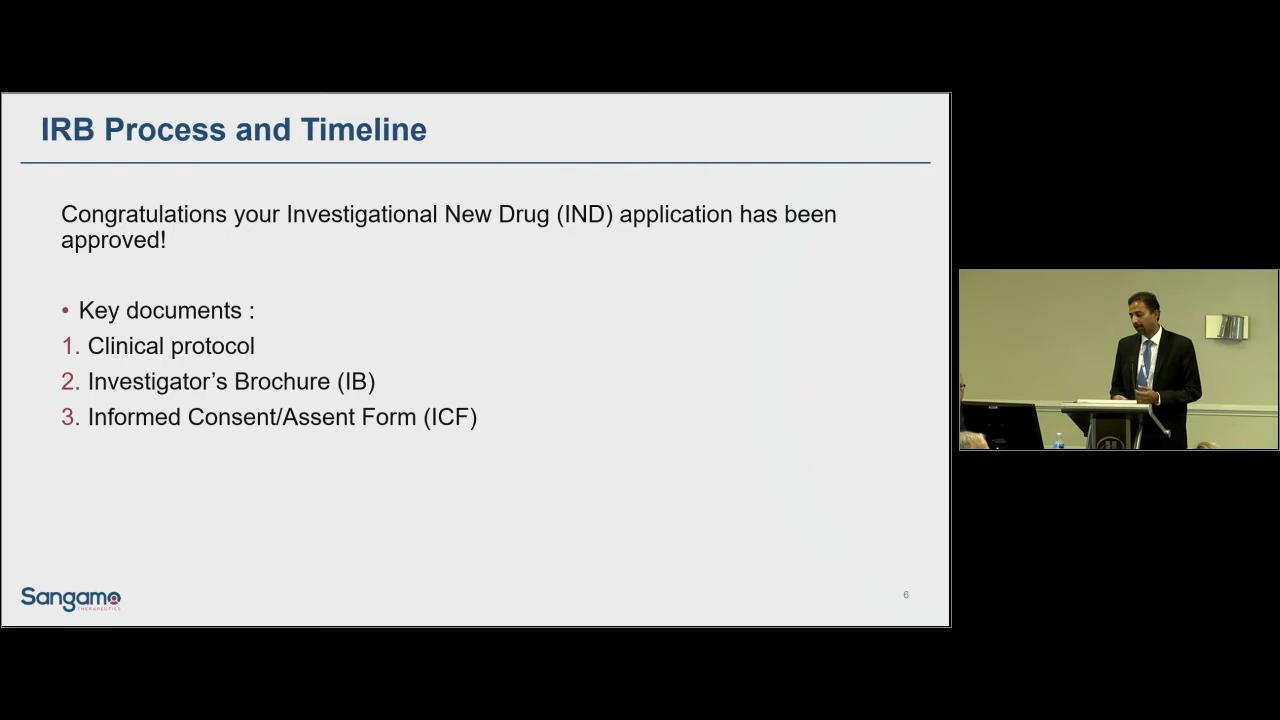 IRB Process and Timeline
Congratulations your Investigational New Drug (IND) application has been
approved!
• Key documents :
1. Clinical protocol
2. Investigator's Brochure (IB)
3. Informed Consent/Assent Form (ICF)
Sangamo
THERAPEUTICS
6